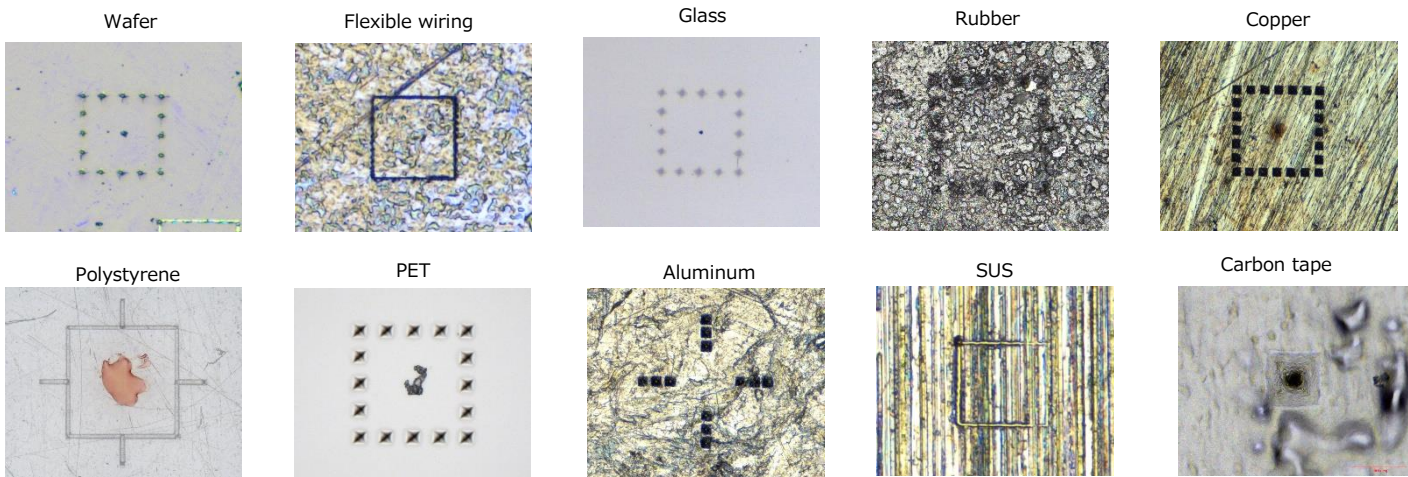 Wafer
Flexible wiring
Glass
Rubber
Copper
Polystyrene
PET
Aluminum
SUS
Carbon tape